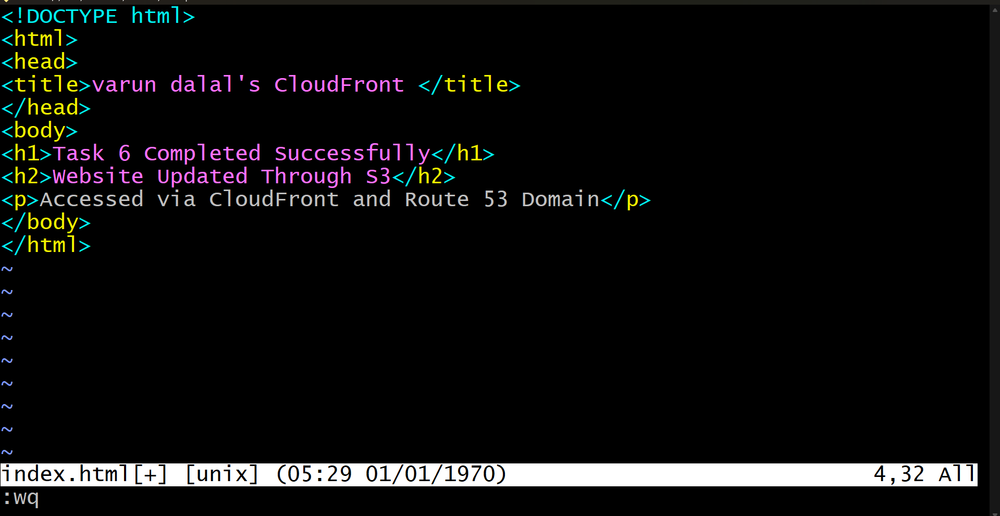 <!DOCTYPE html>
<html>
<head>
<title>varun dalal's CloudFront </title>
</head>
<body>
<h1>Task 6 Completed Successfully</h1>
<h2>Website Updated Through S3</h2>
<p>Accessed via CloudFront and Route 53 Domain</p>
</body>
</html>
~
~
~
~
~
~
~
~
~
index.html[+] [unix] (05:29 01/01/1970) 4,32 All
:wq